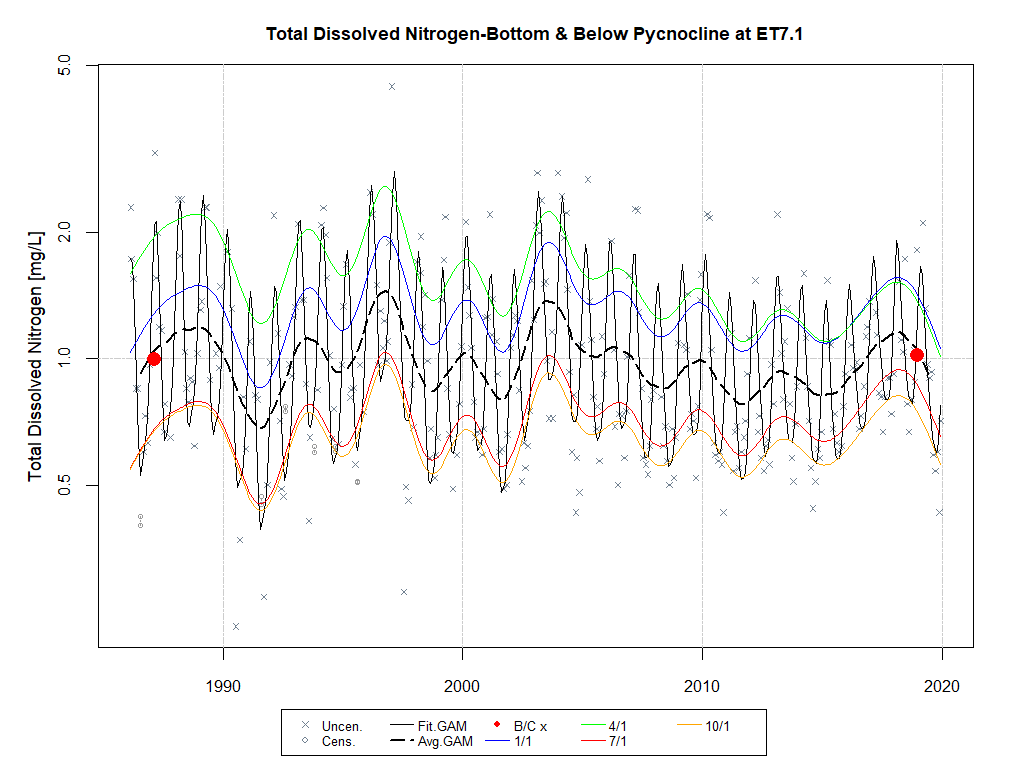 Total Dissolved Nitrogen-Bottom & Below Pycnocline at ET7.1
Total Dissolved Nitrogen [mg/L]
5.0
2.0
1.0
0.5
1990 2000 2010 2020
Uncen. Fit.GAM B/C x 4/1 10/1
Cens. Avg.GAM 1/1 7/1